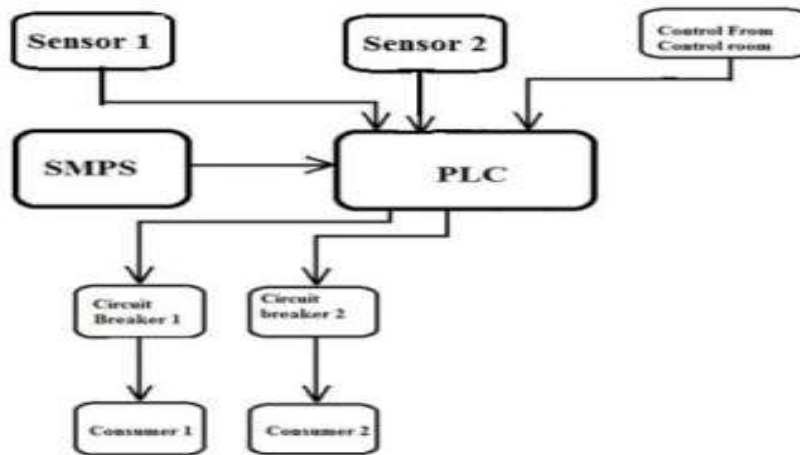 Sensor 1
Sensor 2
Control From
Control room
SMPS
PLC
Circuit
Breaker 1
Circuit
breaker 2
Consumer 1
Consumer 2